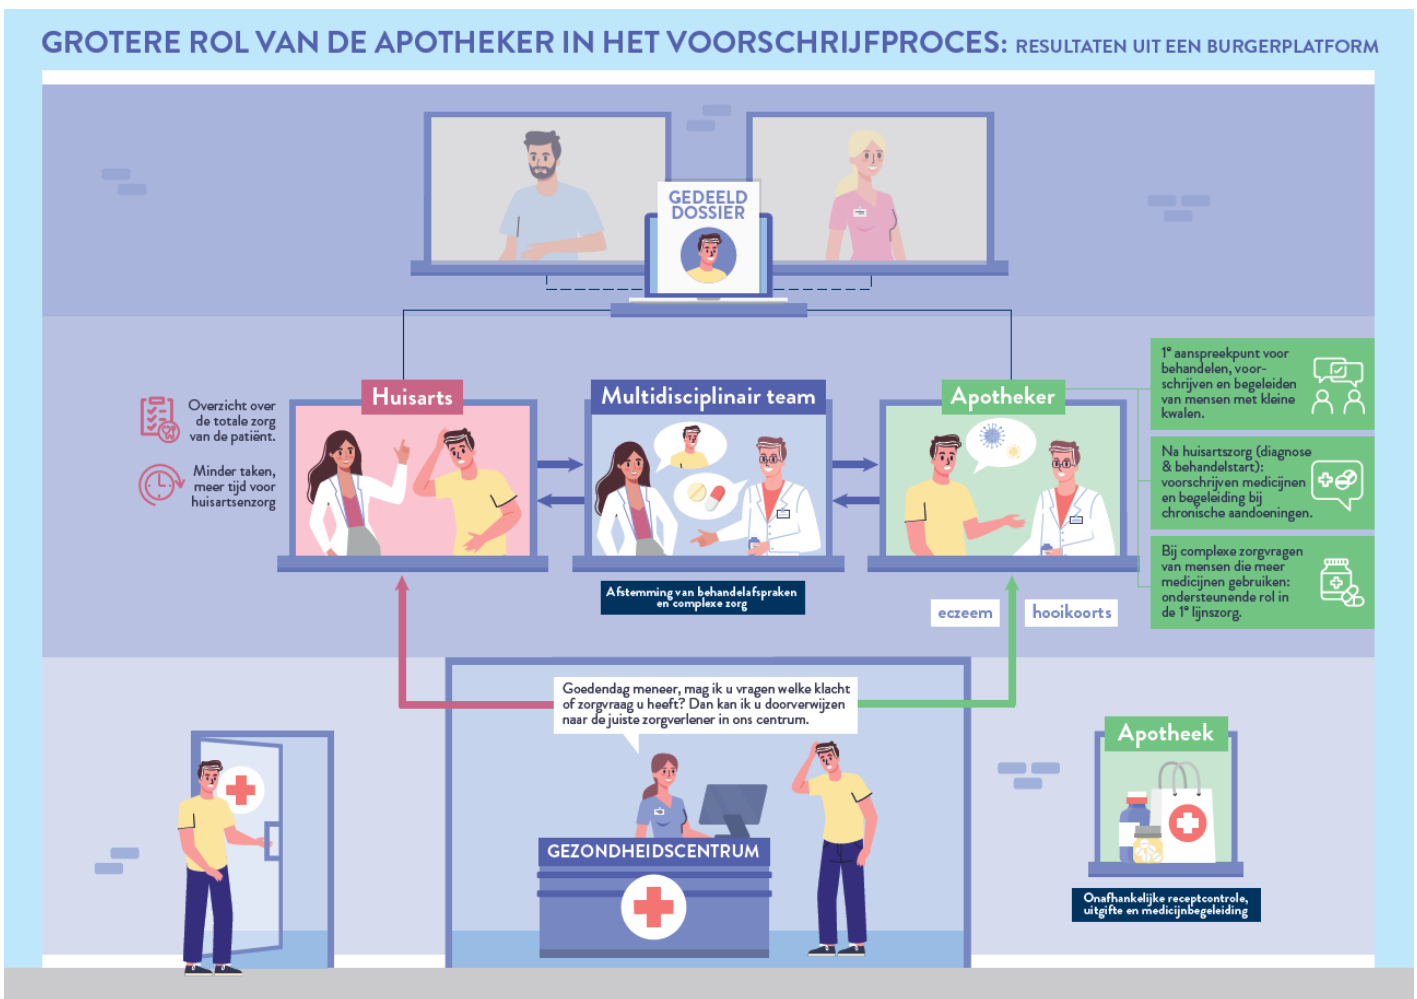 GROTERE ROL VAN DE APOTHEKER IN HET VOORSCHRIJFPROCES: RESULTATEN UIT EEN BURGERPLATFORM
GEDEELD
DOSSIER
Huisarts
Overzicht over
de totale zorg
van de patiënt.
Minder taken,
meer tijd voor
huisartsenzorg
Multidisciplinair team
Afstemming van behandelafspraken
en complexe zorg
Apotheker
1e aanspreekpunt voor
behandelen, voor-
schrijven en begeleiden
van mensen met kleine
kwalen.
Na huisartszorg (diagnose
& behandelstart):
voorschrijven medicijnen
en begeleiding bij
chronische aandoeningen.
Bij complexe zorgvragen
van mensen die meer
medicijnen gebruiken:
ondersteunende rol in
de 1e lijnszorg.
eczeem
hooikoorts
Goedendag meneer, mag ik u vragen welke klacht
of zorgvraag u heeft? Dan kan ik u doorverwijzen
naar de juiste zorgverlener in ons centrum.
GEZONDHEIDSCENTRUM
Apotheek
Onafhankelijke receptcontrole,
uitgifte en medicijnbegeleiding